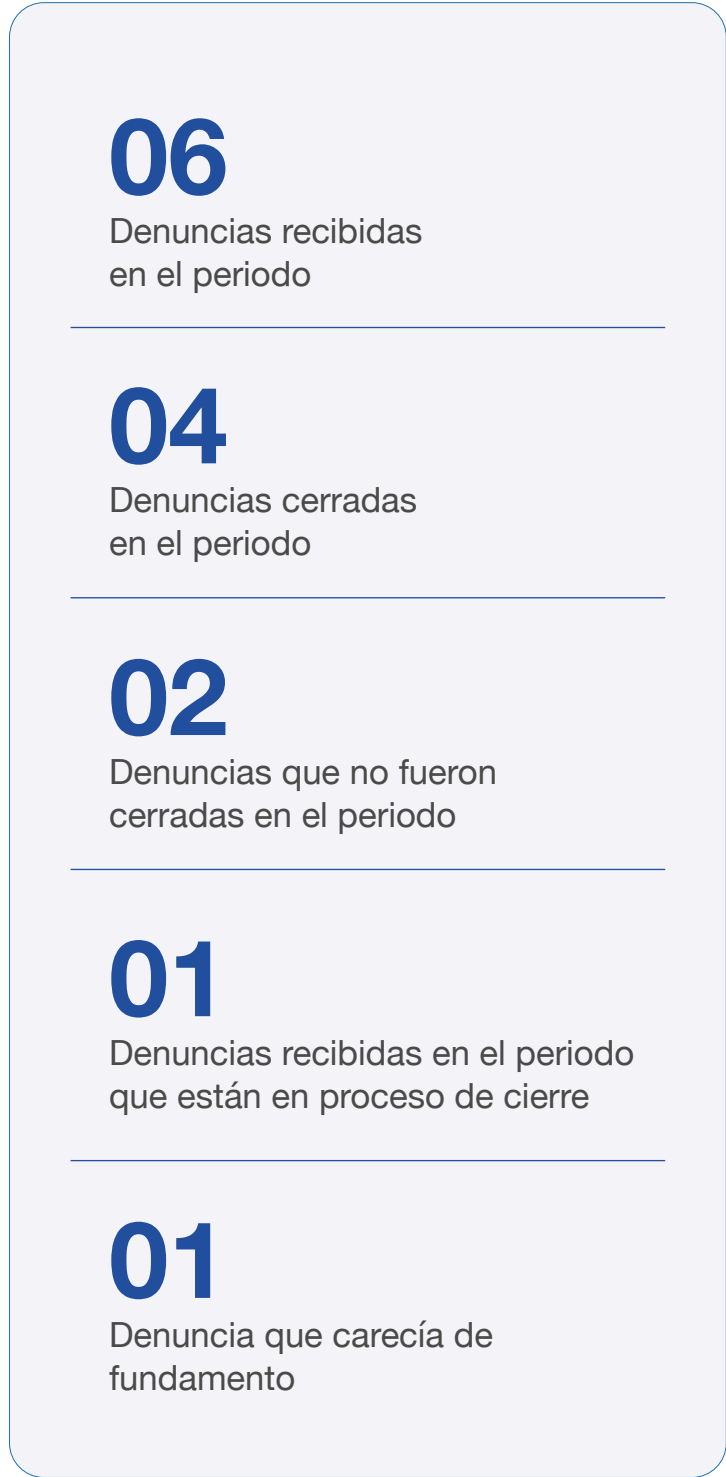 06
Denuncias recibidas
en el periodo
04
Denuncias cerradas
en el periodo
02
Denuncias que no fueron
cerradas en el periodo
01
Denuncias recibidas en el periodo
que están en proceso de cierre
01
Denuncia que carecía de
fundamento